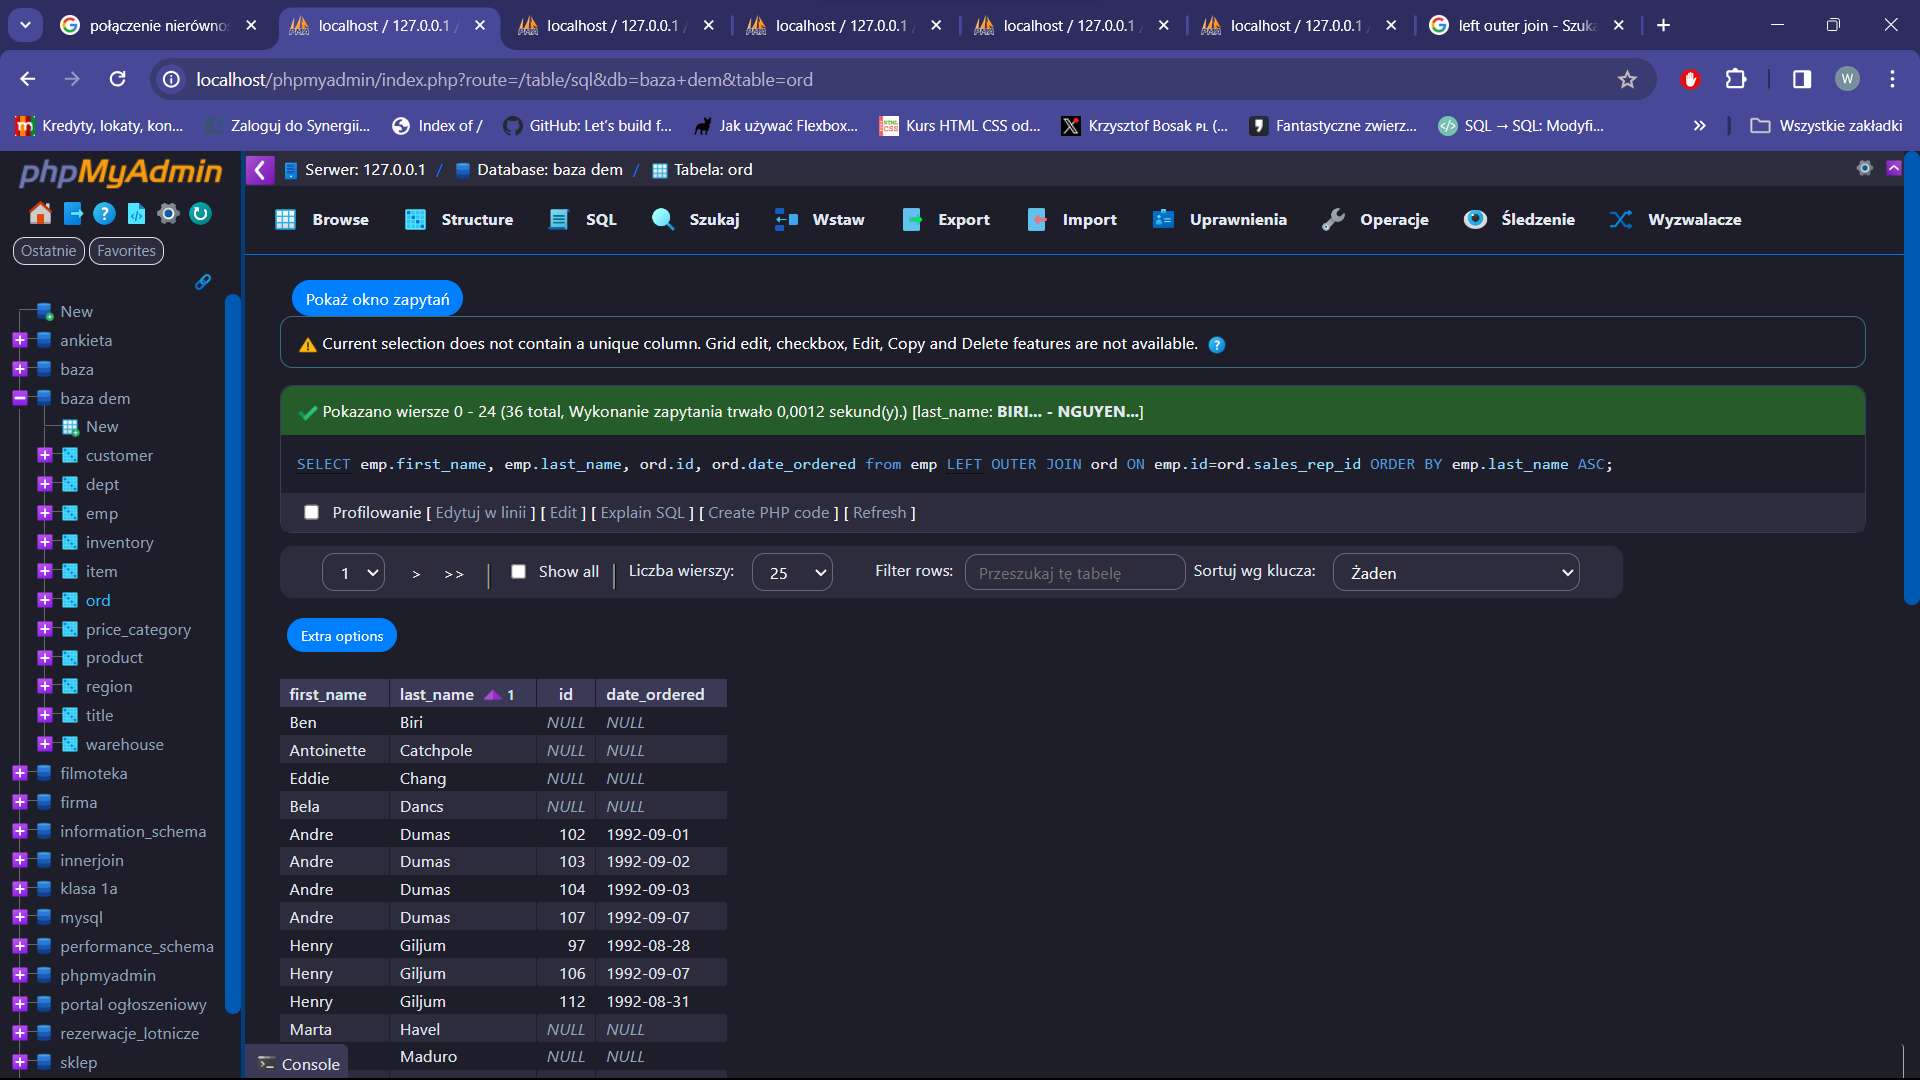 połączenie nierówno
localhost / 127.0.0.1 /
localhost / 127.0.0.1 /
localhost / 127.0.0.1 /
localhost / 127.0.0.1 /
localhost / 127.0.0.1 /
left outer join - Szuka
localhost/phpmyadmin/index.php?route=/table/sql&db=baza+dem&table=ord
W
Kredyty, lokaty, kon...
Zaloguj do Synergii...
Index of /
GitHub: Let's build f...
Jak używać Flexbox...
Kurs HTML CSS od...
Krzysztof Bosak PL (...
Fantastyczne zwierz...
SQL → SQL: Modyfi...
»
Wszystkie zakładki
phpMyAdmin
Ostatnie
Favorites
New
ankieta
baza
baza dem
New
customer
dept
emp
inventory
item
ord
price_category
product
region
title
warehouse
filmoteka
firma
information_schema
innerjoin
klasa 1a
mysql
performance_schema
phpmyadmin
portal ogłoszeniowy
rezerwacje_lotnicze
sklep
Serwer: 127.0.0.1 / Database: baza dem / Tabela: ord
Browse
Structure
SQL
Szukaj
Wstaw
Export
Import
Uprawnienia
Operacje
Śledzenie
Wyzwalacze
Pokaż okno zapytań
Current selection does not contain a unique column. Grid edit, checkbox, Edit, Copy and Delete features are not available.
Pokazano wiersze 0 - 24 (36 total, Wykonanie zapytania trwało 0,0012 sekund(y).) [last_name: BIRI... - NGUYEN...]
SELECT emp.first_name, emp.last_name, ord.id, ord.date_ordered from emp LEFT OUTER JOIN ord ON emp.id=ord.sales_rep_id ORDER BY emp.last_name ASC;
Profilowanie [ Edytuj w linii ] [ Edit ] [ Explain SQL ] [ Create PHP code ] [ Refresh ]
1 > >> | Show all | Liczba wierszy: 25 Filter rows: Przeszukaj tę tabelę Sortuj wg klucza: Żaden
Extra options
first_name last_name 1 id date_ordered
Ben Biri NULL NULL
Antoinette Catchpole NULL NULL
Eddie Chang NULL NULL
Bela Dancs NULL NULL
Andre Dumas 102 1992-09-01
Andre Dumas 103 1992-09-02
Andre Dumas 104 1992-09-03
Andre Dumas 107 1992-09-07
Henry Giljum 97 1992-08-28
Henry Giljum 106 1992-09-07
Henry Giljum 112 1992-08-31
Marta Havel NULL NULL
Maduro NULL NULL
Console